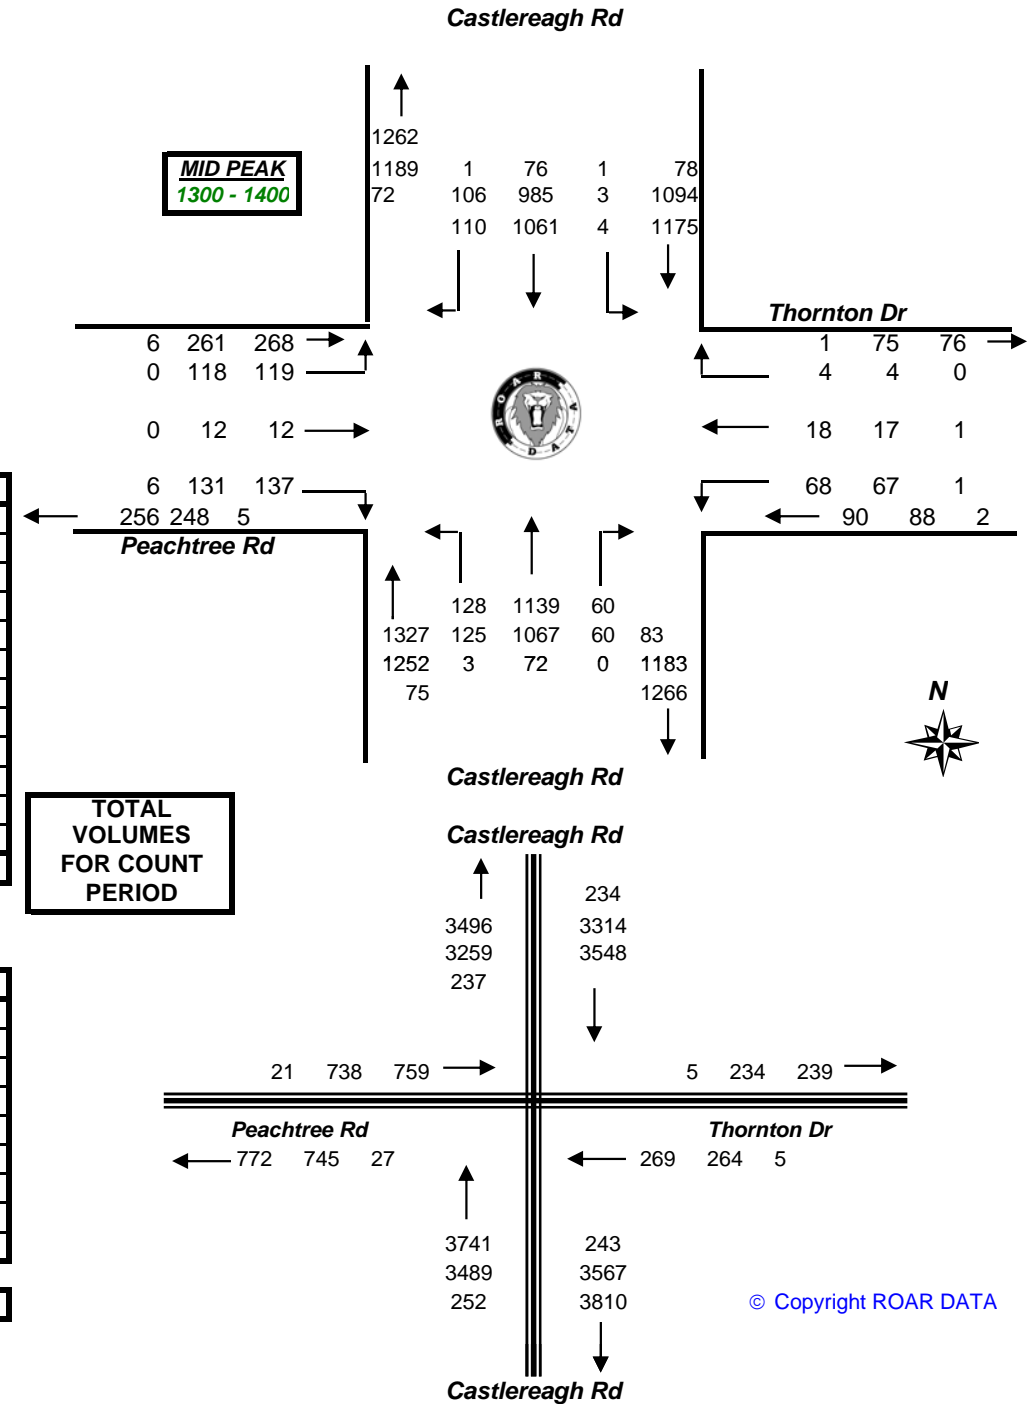 Castlereagh Rd
1262
MID PEAK
1189 1 76 1 78
1300 - 1400
72 106 985 3 1094
110 1061 4 1175
Thornton Dr
6 261 268
1 75 76
0 118 119
4 4 0
ROAR DATA
0 12 12
18 17 1
6 131 137
68 67 1
256 248 5
90 88 2
Peachtree Rd
128 1139 60
1327 125 1067 60 83
1252 3 72 0 1183
75 1266
N
Castlereagh Rd
TOTAL
VOLUMES
FOR COUNT
PERIOD
Castlereagh Rd
234
3496 3314
3259 3548
237
21 738 759
5 234 239
Peachtree Rd
Thornton Dr
772 745 27
269 264 5
3741 243
3489 3567
252 3810
© Copyright ROAR DATA
Castlereagh Rd